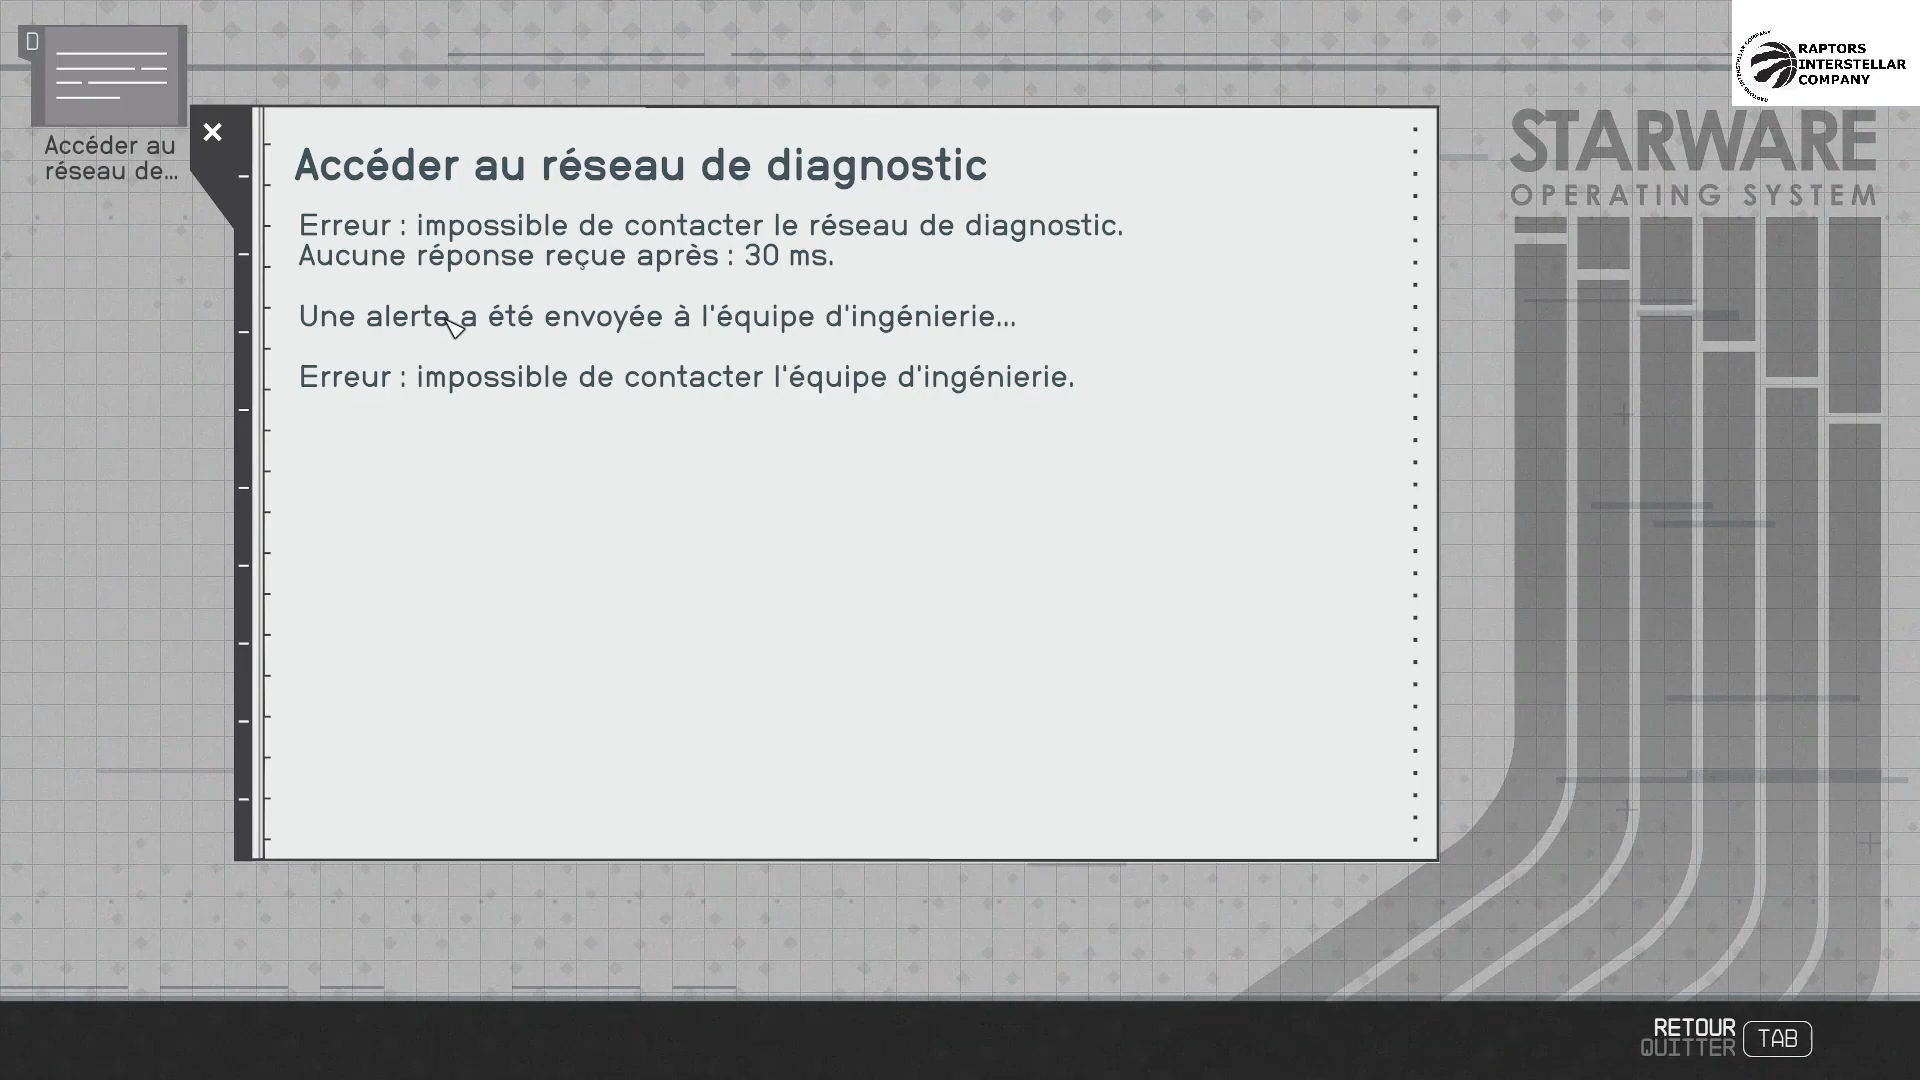 D
Accéder au
réseau de...
RAPTORS
INTERSTELLAR
COMPANY
STARWARE
OPERATING SYSTEM
Accéder au réseau de diagnostic
Erreur : impossible de contacter le réseau de diagnostic.
Aucune réponse reçue après : 30 ms.
Une alerte a été envoyée à l'équipe d'ingénierie...
Erreur : impossible de contacter l'équipe d'ingénierie.
RETOUR
QUITTER
TAB